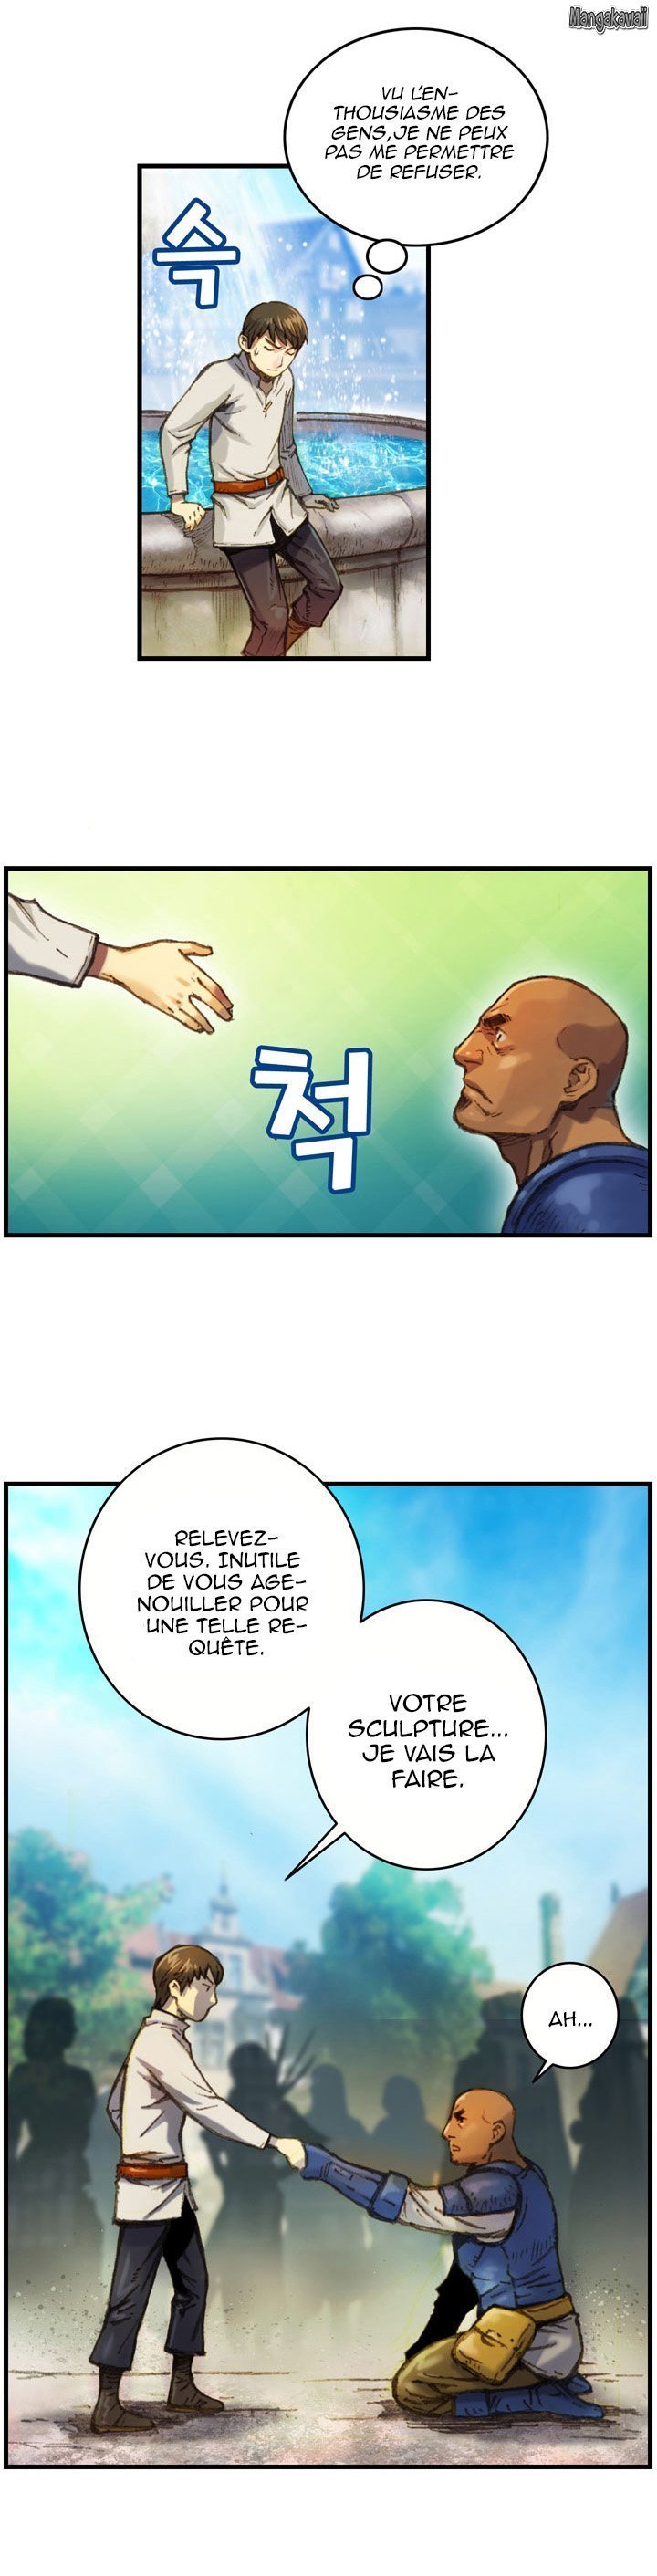 Mangakawaii
VU L'EN-
THOUSIASME DES
GENS,JE NE PEUX
PAS ME PERMETTRE
DE REFUSER.
속
척
RELEVEZ-
VOUS. INUTILE
DE VOUS AGE-
NOUILLER POUR
UNE TELLE RE-
QUÊTE.
VOTRE
SCULPTURE...
JE VAIS LA
FAIRE.
AH...